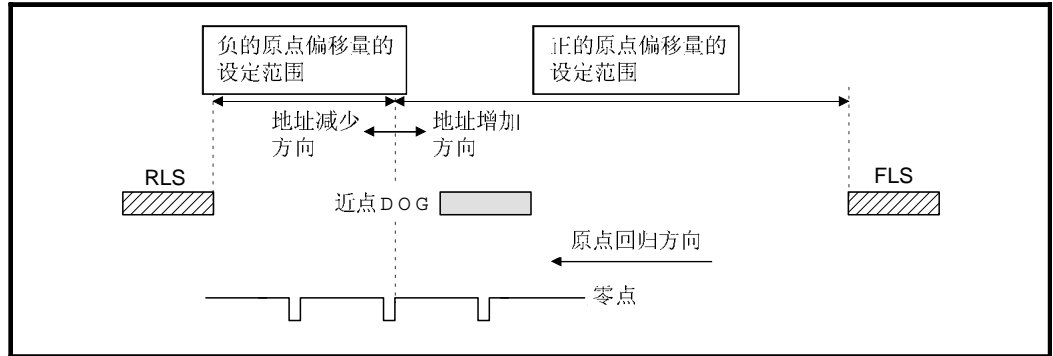 负的原点偏移量的
设定范围
正的原点偏移量的
设定范围
地址减少
方向
地址增加
方向
RLS
FLS
近点DOG
原点回归方向
零点